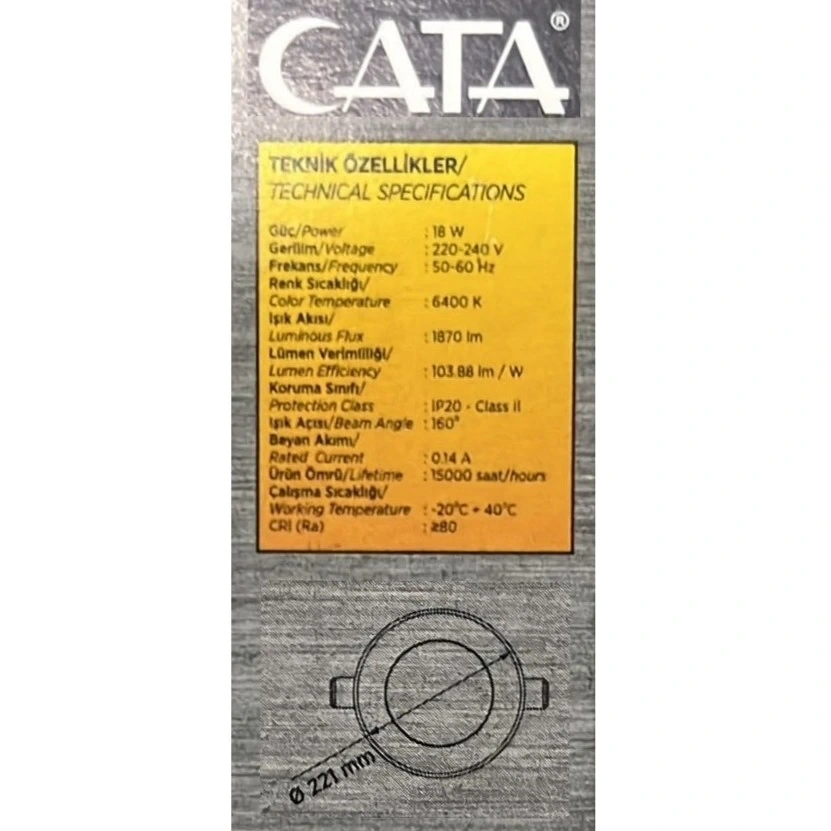 CATA®
TEKNİK ÖZELLİKLER/
TECHNICAL SPECIFICATIONS
Güç/Power : 18 W
Gerilim/Voltage : 220-240 V
Frekans/Frequency : 50-60 Hz
Renk Sıcaklığı/
Color Temperature : 6400 K
Işık Akısı/
Luminous Flux : 1870 lm
Lümen Verimliliği/
Lumen Efficiency : 103.88 lm / W
Koruma Sınıfı/
Protection Class : IP20 - Class II
Işık Açısı/Beam Angle : 160°
Beyan Akımı/
Rated Current : 0.14 A
Ürün Ömrü/Lifetime : 15000 saat/hours
Çalışma Sıcaklığı/
Working Temperature : -20°C + 40°C
CRI (Ra) : ≥80
Ø 221 mm